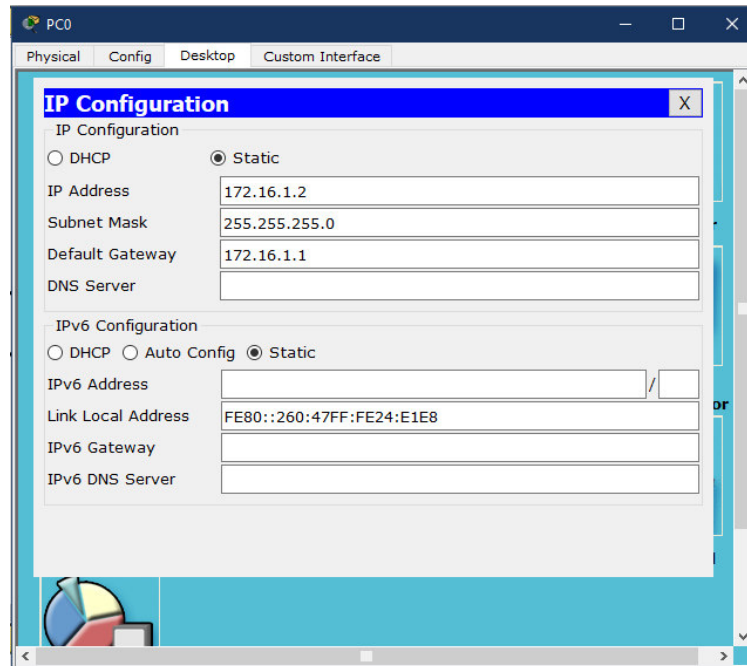 PC0
Physical Config Desktop Custom Interface
IP Configuration X
IP Configuration
DHCP Static
IP Address 172.16.1.2
Subnet Mask 255.255.255.0
Default Gateway 172.16.1.1
DNS Server
IPv6 Configuration
DHCP Auto Config Static
IPv6 Address /
Link Local Address FE80::260:47FF:FE24:E1E8
IPv6 Gateway
IPv6 DNS Server
or